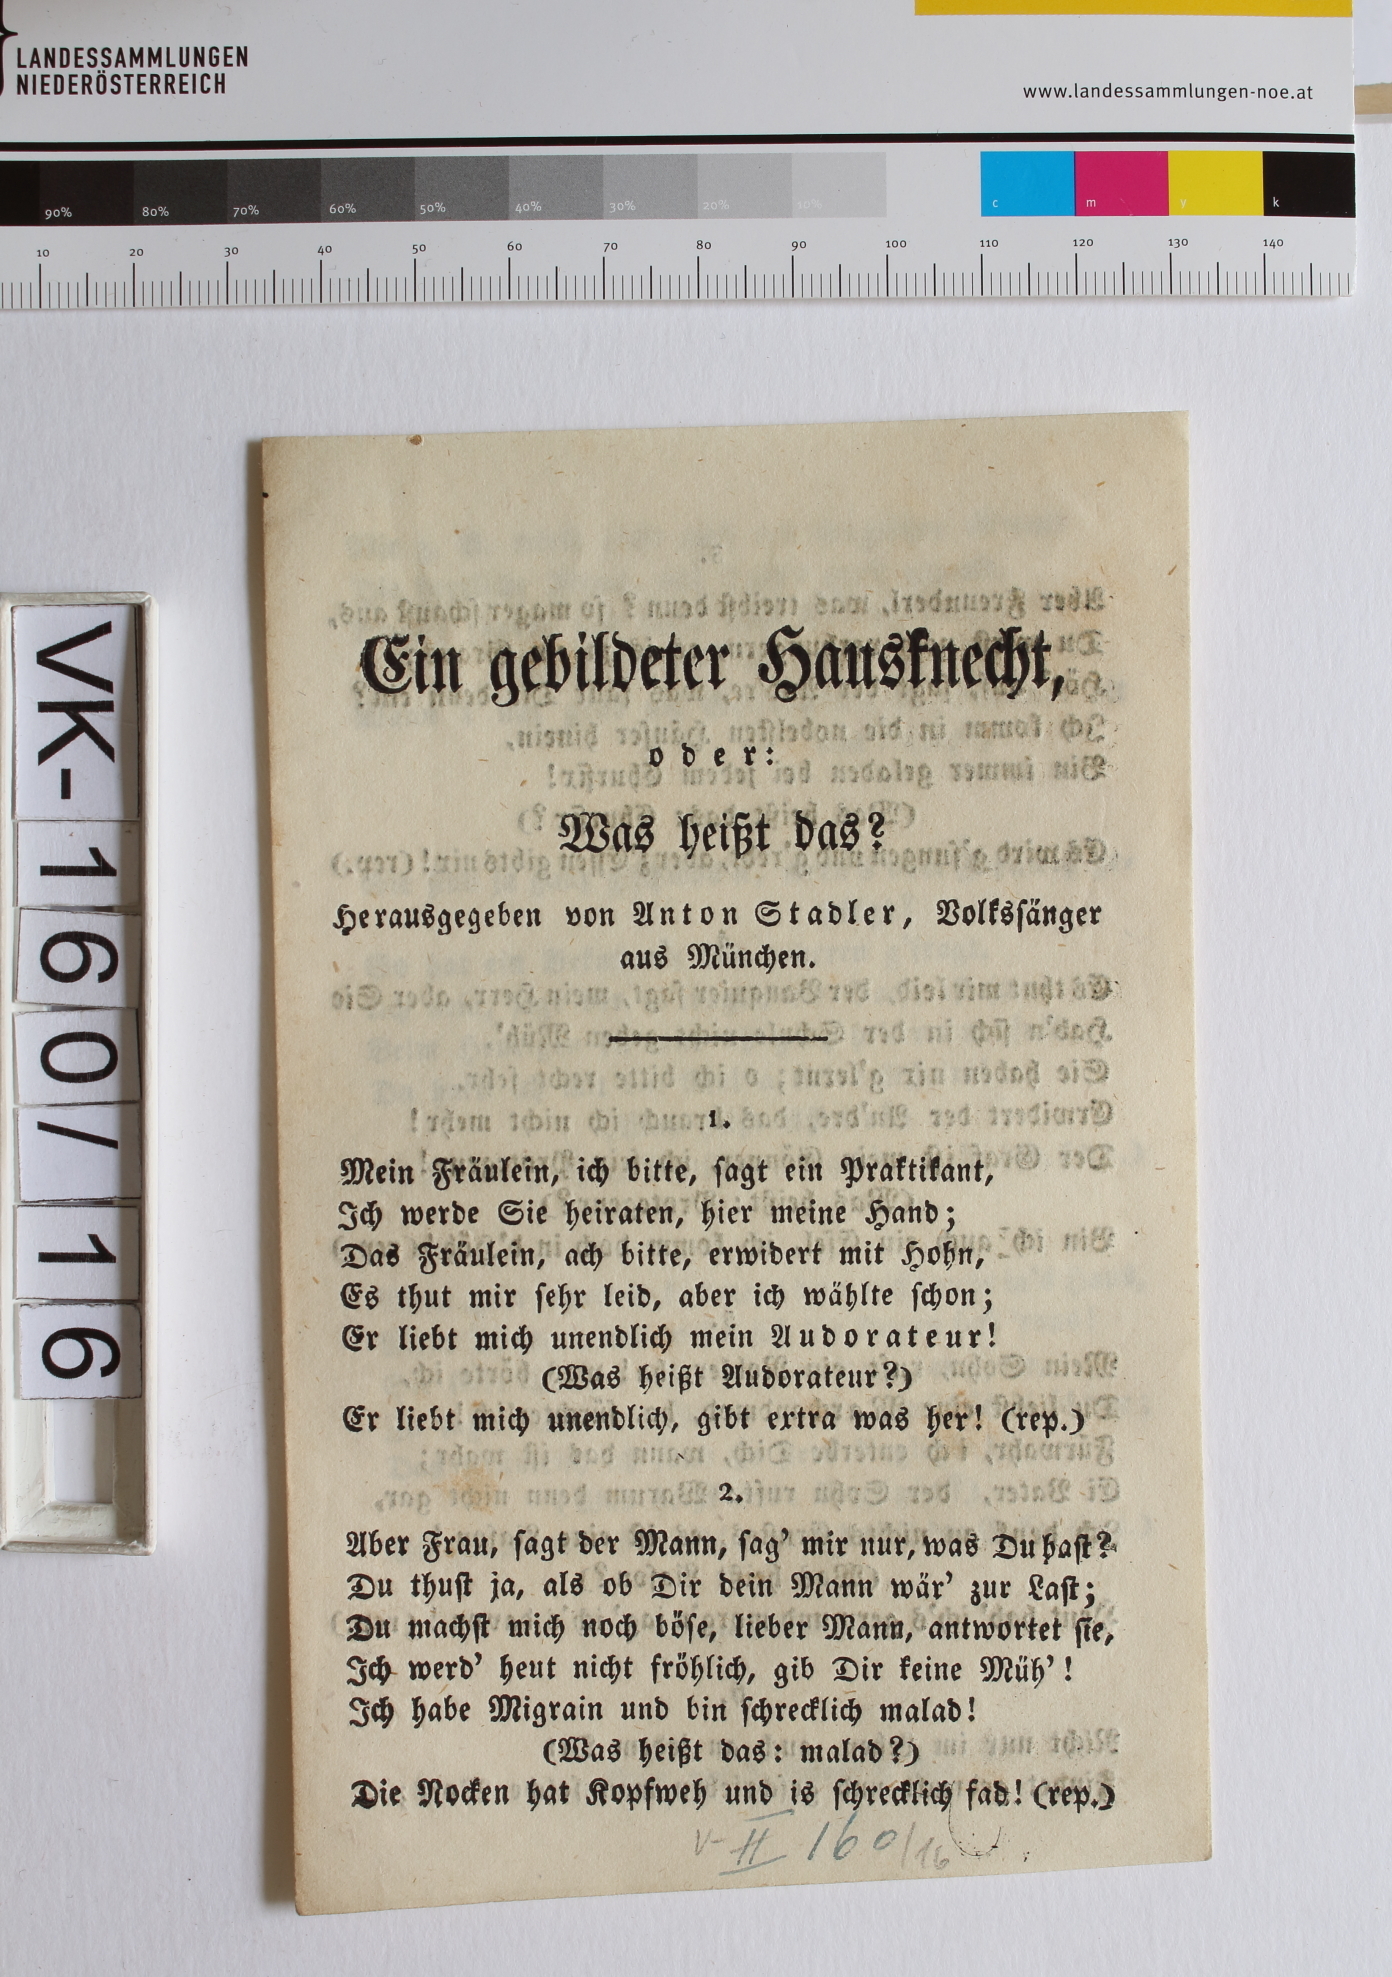 LANDESSAMMLUNGEN
NIEDERÖSTERREICH
www.landessammlungen-noe.at
90% 80% 70% 60% 50% 40% 30% 20% 10% c m y k
10 20 30 40 50 60 70 80 90 100 110 120 130 140
VK-160/16
Ein gebildeter Hausknecht,
oder:
Was heißt das?
Herausgegeben von Anton Stadler, Volkssänger
aus München.
1.
Mein Fräulein, ich bitte, sagt ein Praktikant,
Ich werde Sie heiraten, hier meine Hand;
Das Fräulein, ach bitte, erwidert mit Hohn,
Es thut mir sehr leid, aber ich wählte schon;
Er liebt mich unendlich mein Audorateur!
(Was heißt Audorateur?)
Er liebt mich unendlich, gibt extra was her! (rep.)
2.
Aber Frau, sagt der Mann, sag' mir nur, was Du hast?
Du thust ja, als ob Dir dein Mann wär' zur Last;
Du machst mich noch böse, lieber Mann, antwortet sie,
Ich werd' heut nicht fröhlich, gib Dir keine Müh'!
Ich habe Migrain und bin schrecklich malad!
(Was heißt das: malad?)
Die Nocken hat Kopfweh und is schrecklich fad! (rep.)
V-II 160/16